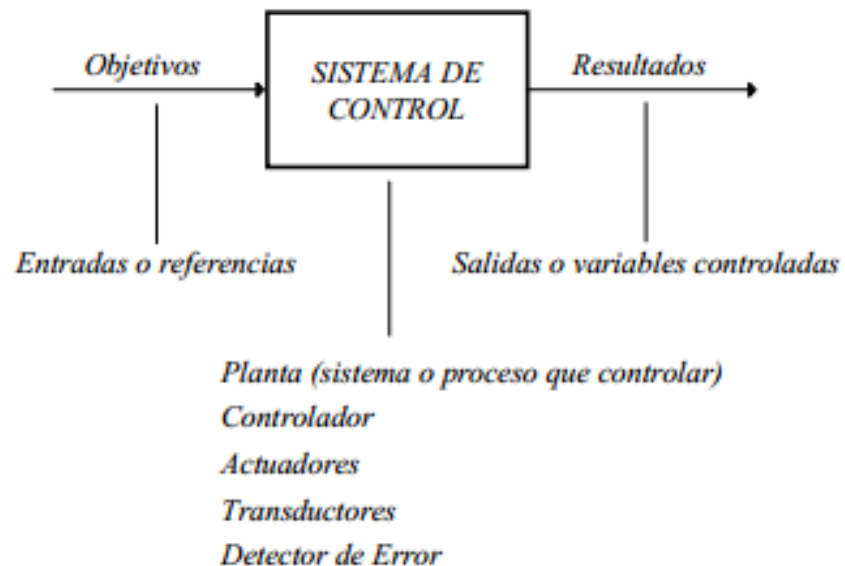 Objetivos
SISTEMA DE
CONTROL
Resultados
Entradas o referencias
Salidas o variables controladas
Planta (sistema o proceso que controlar)
Controlador
Actuadores
Transductores
Detector de Error